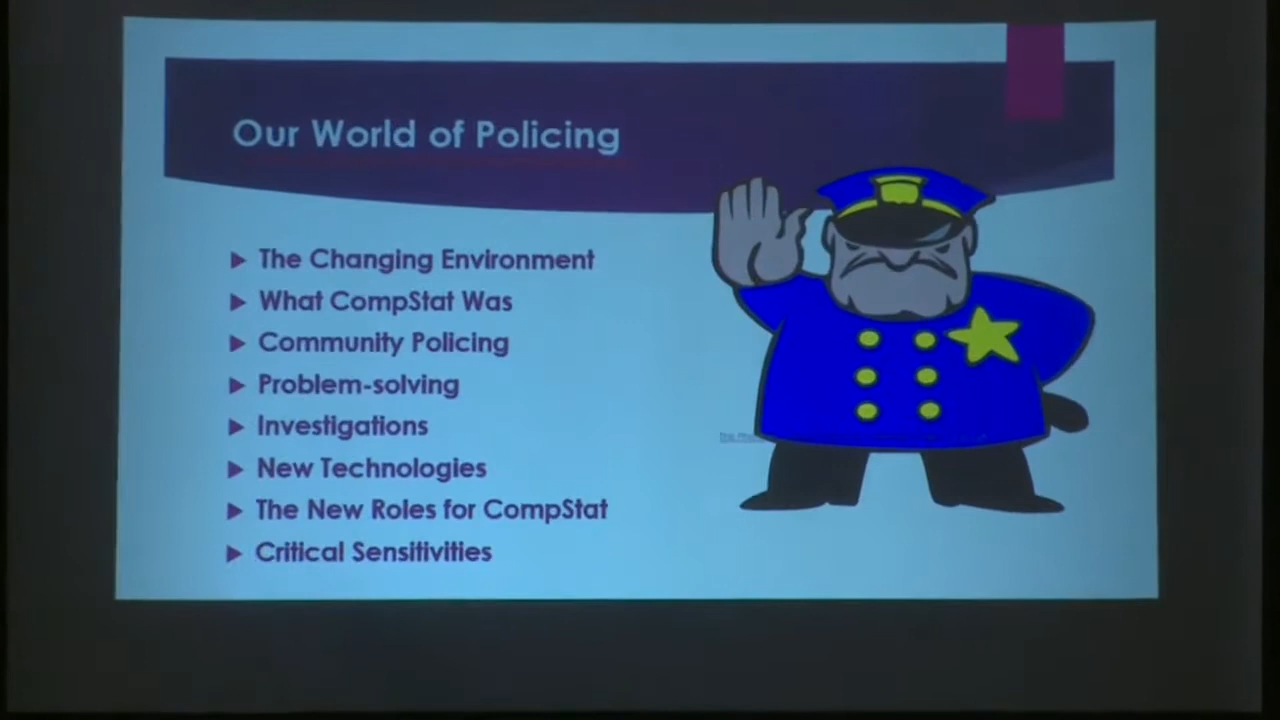 Our World of Policing
The Changing Environment
What CompStat Was
Community Policing
Problem-solving
Investigations
New Technologies
The New Roles for CompStat
Critical Sensitivities